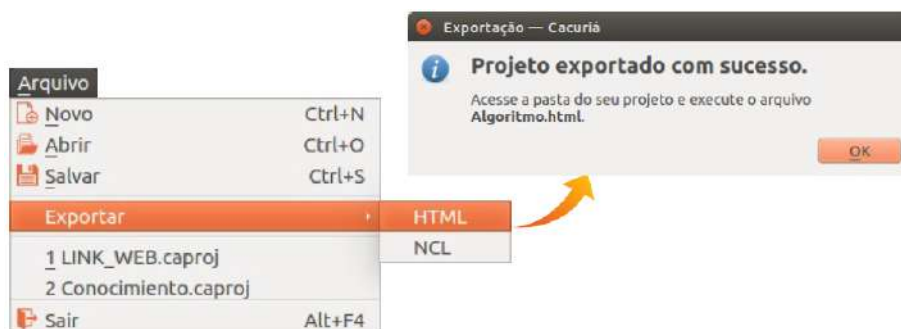 Arquivo
Novo Ctrl+N
Abrir Ctrl+O
Salvar Ctrl+S
Exportar
HTML
NCL
1 LINK_WEB.caproj
2 Conocimiento.caproj
Sair Alt+F4
Exportação — Cacuriá
Projeto exportado com sucesso.
Acesse a pasta do seu projeto e execute o arquivo
Algoritmo.html.
OK